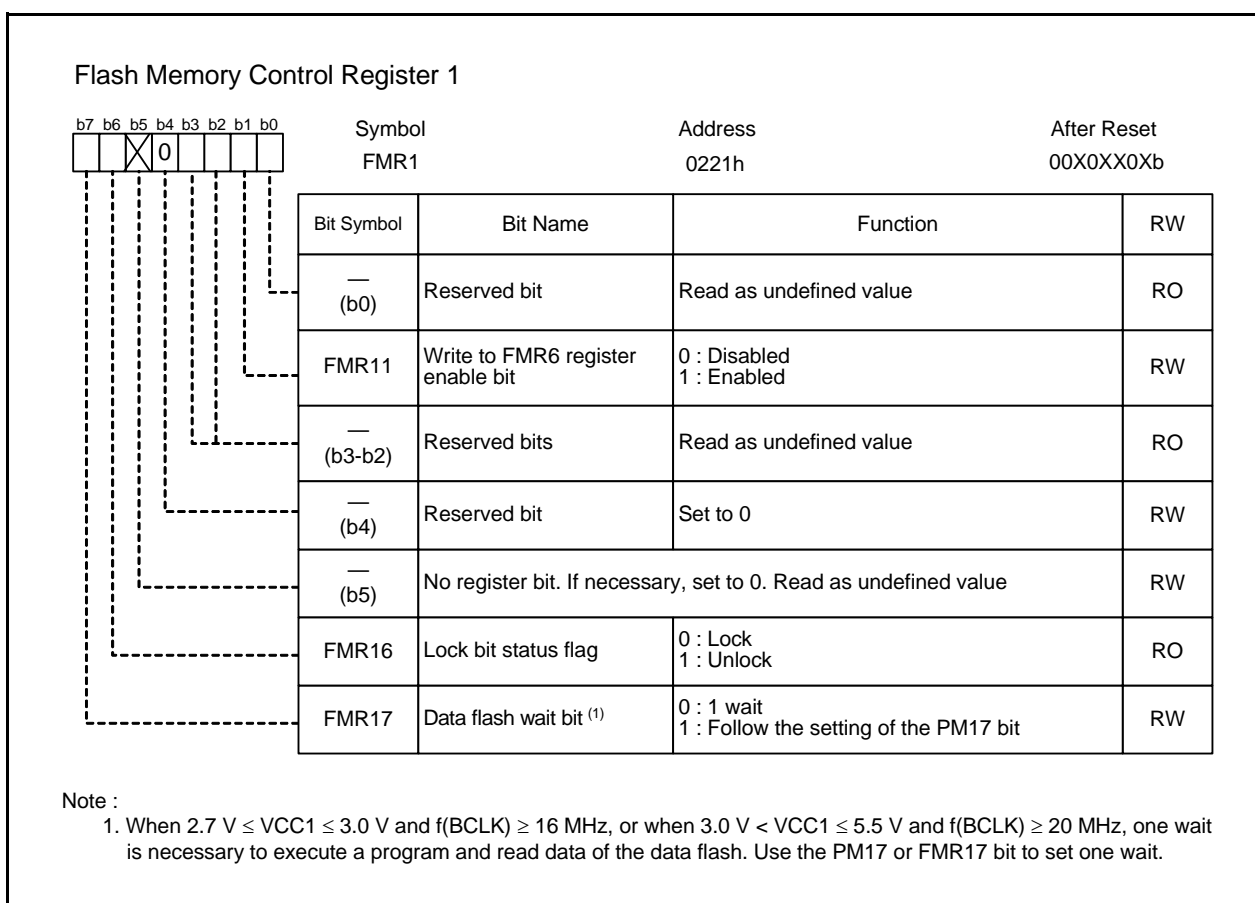 Flash Memory Control Register 1
b7 b6 b5 b4 b3 b2 b1 b0
0
Symbol Address After Reset
FMR1 0221h 00X0XX0Xb
Bit Symbol Bit Name Function RW
—
(b0) Reserved bit Read as undefined value RO
FMR11 Write to FMR6 register
enable bit 0 : Disabled
1 : Enabled RW
—
(b3-b2) Reserved bits Read as undefined value RO
—
(b4) Reserved bit Set to 0 RW
—
(b5) No register bit. If necessary, set to 0. Read as undefined value RW
FMR16 Lock bit status flag 0 : Lock
1 : Unlock RO
FMR17 Data flash wait bit (1) 0 : 1 wait
1 : Follow the setting of the PM17 bit RW
Note :
1. When 2.7 V ≤ VCC1 ≤ 3.0 V and f(BCLK) ≥ 16 MHz, or when 3.0 V < VCC1 ≤ 5.5 V and f(BCLK) ≥ 20 MHz, one wait
is necessary to execute a program and read data of the data flash. Use the PM17 or FMR17 bit to set one wait.